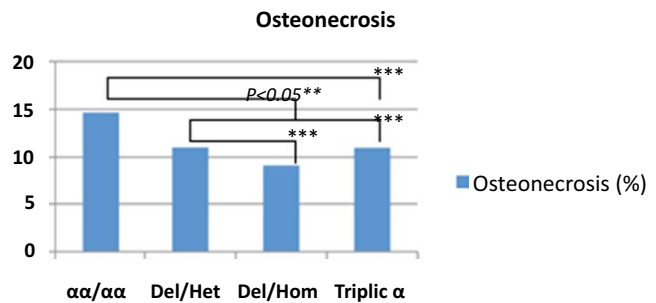 Osteonecrosis
20
***
P<0.05**
15
***
***
10
Osteonecrosis (%)
5
0
αα/αα Del/Het Del/Hom Triplic α